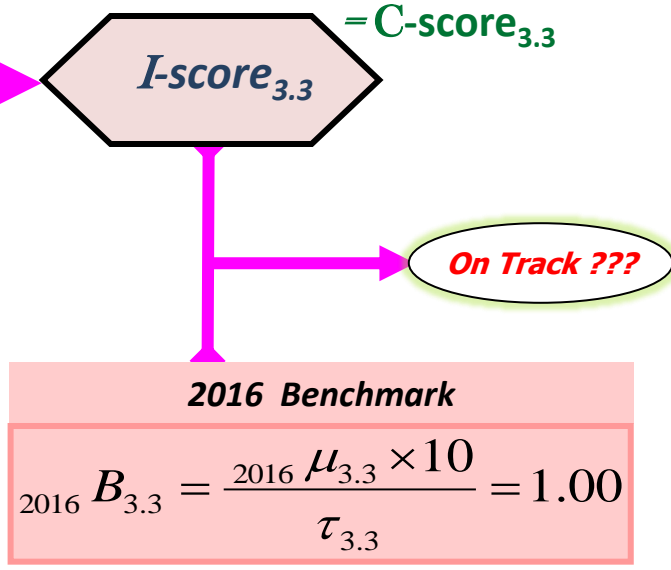 = C-score3.3
I-score3.3
On Track ???
2016 Benchmark
2016 B3.3 = 2016 μ3.3 × 10 / τ3.3 = 1.00